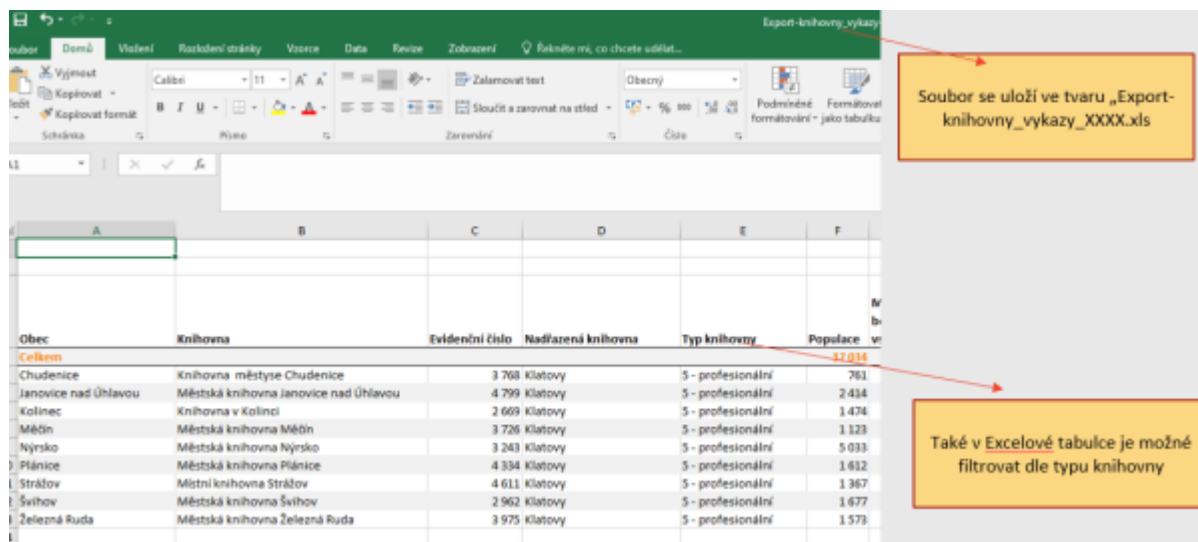 Export-knihovny_vykazy-
oubor Domů Vložení Rozložení stránky Vzorce Data Revize Zobrazení Řekněte mi, co chcete udělat...
Vyjmout
Kopírovat
Kopírovat formát
Schránka
Calibri 11
B I U
Písmo
Zalamovat text
Sloučit a zarovnat na střed
Zarovnání
Obecný
% 000
Číslo
Podmíněné formátování
Formátovat jako tabulku
A1
fx
A B C D E F
Obec Knihovna Evidenční číslo Nadřazená knihovna Typ knihovny Populace
Celkem 17 034
Chudenice Knihovna městyse Chudenice 3 768 Klatovy 5 - profesionální 761
Janovice nad Úhlavou Městská knihovna Janovice nad Úhlavou 4 799 Klatovy 5 - profesionální 2 414
Kolinec Knihovna v Kolinci 2 669 Klatovy 5 - profesionální 1 474
Měčín Městská knihovna Měčín 3 726 Klatovy 5 - profesionální 1 123
Nýrsko Městská knihovna Nýrsko 3 243 Klatovy 5 - profesionální 5 033
Plánice Městská knihovna Plánice 4 334 Klatovy 5 - profesionální 1 612
Strážov Místní knihovna Strážov 4 611 Klatovy 5 - profesionální 1 367
Švihov Městská knihovna Švihov 2 962 Klatovy 5 - profesionální 1 677
Železná Ruda Městská knihovna Železná Ruda 3 975 Klatovy 5 - profesionální 1 573
Soubor se uloží ve tvaru „Export-
knihovny_vykazy_XXXX.xls
Také v Excelové tabulce je možné
filtrovat dle typu knihovny